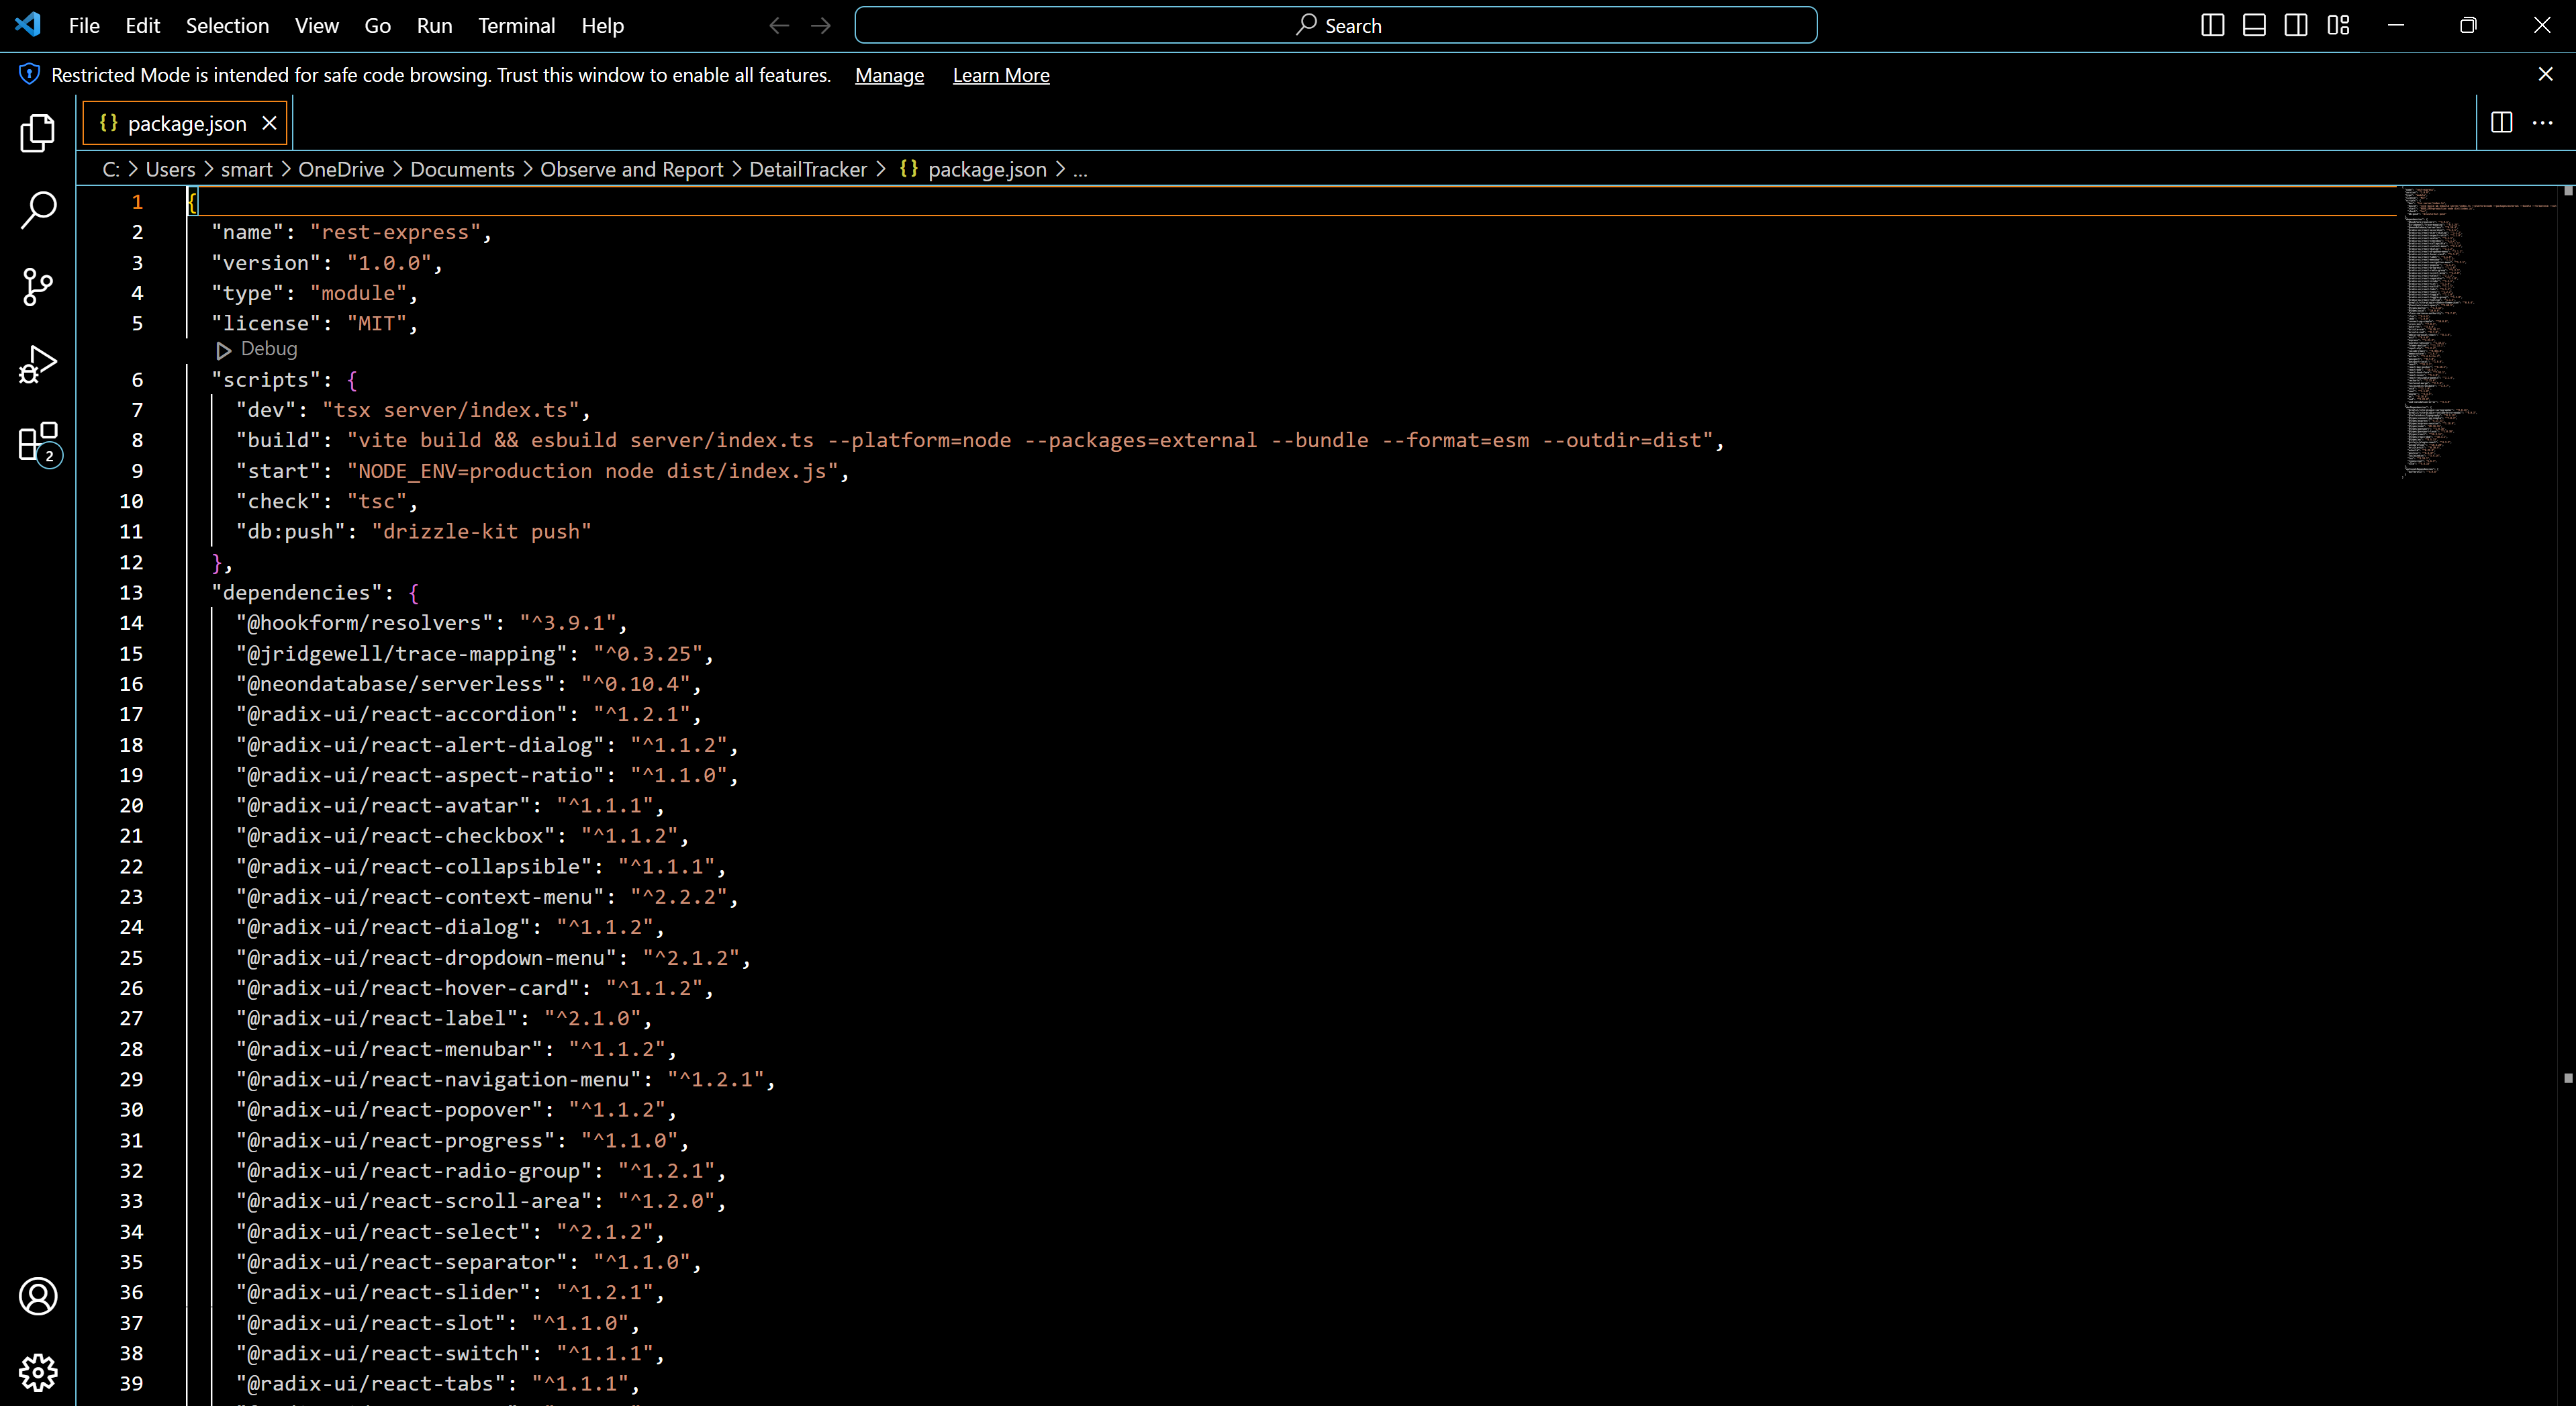 File Edit Selection View Go Run Terminal Help
Search
Restricted Mode is intended for safe code browsing. Trust this window to enable all features. Manage Learn More
{} package.json
C: > Users > smart > OneDrive > Documents > Observe and Report > DetailTracker > {} package.json > ...
1 {
2 "name": "rest-express",
3 "version": "1.0.0",
4 "type": "module",
5 "license": "MIT",
Debug
6 "scripts": {
7 "dev": "tsx server/index.ts",
8 "build": "vite build && esbuild server/index.ts --platform=node --packages=external --bundle --format=esm --outdir=dist",
9 "start": "NODE_ENV=production node dist/index.js",
10 "check": "tsc",
11 "db:push": "drizzle-kit push"
12 },
13 "dependencies": {
14 "@hookform/resolvers": "^3.9.1",
15 "@jridgewell/trace-mapping": "^0.3.25",
16 "@neondatabase/serverless": "^0.10.4",
17 "@radix-ui/react-accordion": "^1.2.1",
18 "@radix-ui/react-alert-dialog": "^1.1.2",
19 "@radix-ui/react-aspect-ratio": "^1.1.0",
20 "@radix-ui/react-avatar": "^1.1.1",
21 "@radix-ui/react-checkbox": "^1.1.2",
22 "@radix-ui/react-collapsible": "^1.1.1",
23 "@radix-ui/react-context-menu": "^2.2.2",
24 "@radix-ui/react-dialog": "^1.1.2",
25 "@radix-ui/react-dropdown-menu": "^2.1.2",
26 "@radix-ui/react-hover-card": "^1.1.2",
27 "@radix-ui/react-label": "^2.1.0",
28 "@radix-ui/react-menubar": "^1.1.2",
29 "@radix-ui/react-navigation-menu": "^1.2.1",
30 "@radix-ui/react-popover": "^1.1.2",
31 "@radix-ui/react-progress": "^1.1.0",
32 "@radix-ui/react-radio-group": "^1.2.1",
33 "@radix-ui/react-scroll-area": "^1.2.0",
34 "@radix-ui/react-select": "^2.1.2",
35 "@radix-ui/react-separator": "^1.1.0",
36 "@radix-ui/react-slider": "^1.2.1",
37 "@radix-ui/react-slot": "^1.1.0",
38 "@radix-ui/react-switch": "^1.1.1",
39 "@radix-ui/react-tabs": "^1.1.1",
2